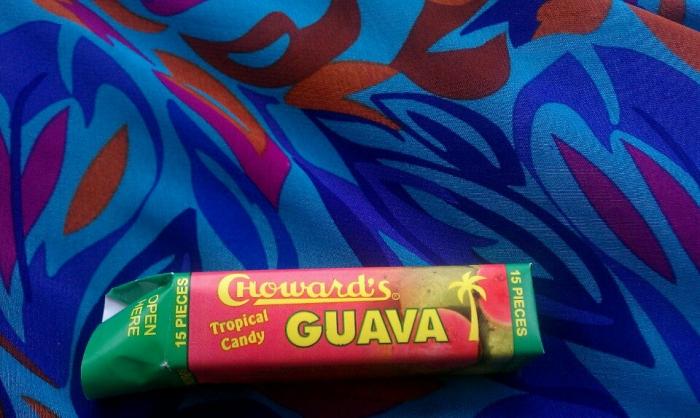 OPEN
HERE
15 PIECES
CHoward's®
Tropical
Candy
GUAVA
15 PIECES